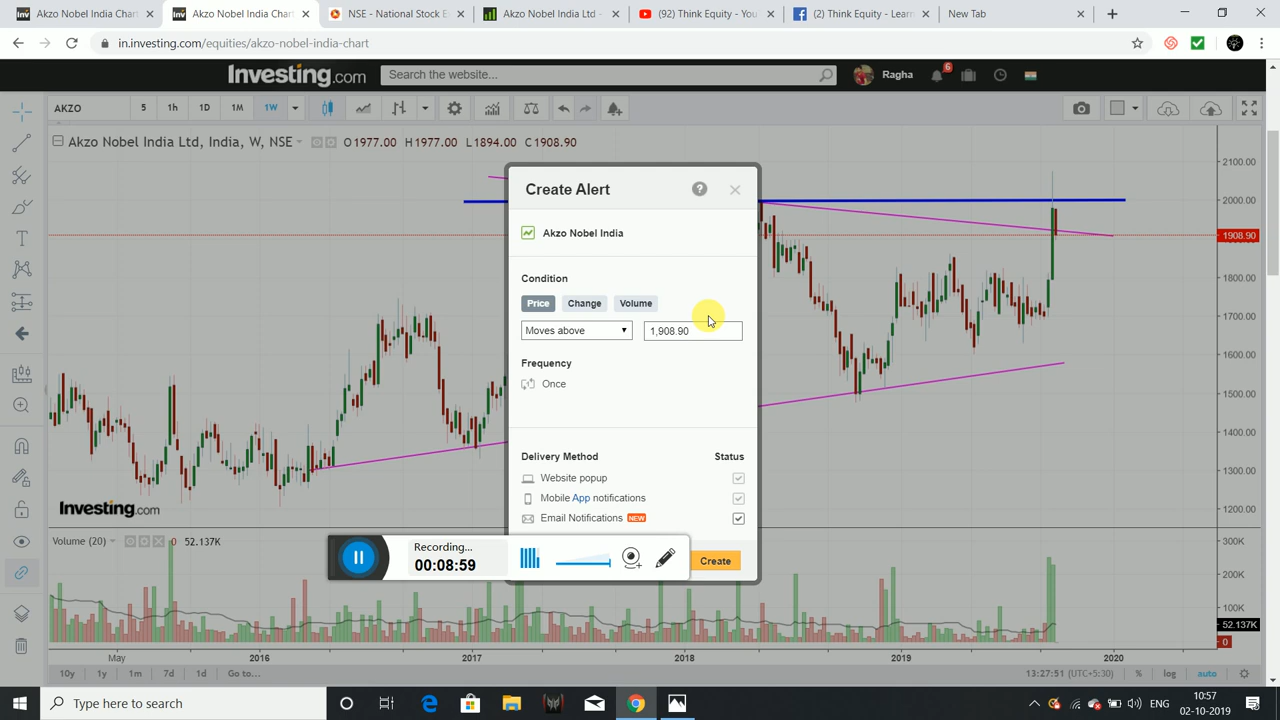 Akzo Nobel India Chart
Akzo Nobel India Chart
NSE - National Stock E
Akzo Nobel India Ltd -
(92) Think Equity - You
(2) Think Equity - Learn
New Tab
in.investing.com/equities/akzo-nobel-india-chart
Investing.com
Search the website...
Ragha
6
AKZO
5
1h
1D
1M
1W
Akzo Nobel India Ltd, India, W, NSE
O1977.00 H1977.00 L1894.00 C1908.90
2100.00
2000.00
1908.90
1800.00
1700.00
1600.00
1500.00
1400.00
1300.00
1200.00
Create Alert
?
Akzo Nobel India
Condition
Price
Change
Volume
Moves above
1,908.90
Frequency
Once
Delivery Method
Status
Website popup
Mobile App notifications
Email Notifications NEW
Create
Recording...
00:08:59
Investing.com
Volume (20)
0 52.137K
300K
200K
100K
52.137K
0
May
2016
2017
2018
2019
2020
10y
1y
1m
7d
1d
Go to...
13:27:51 (UTC+5:30)
%
log
auto
Type here to search
ENG
10:57
02-10-2019